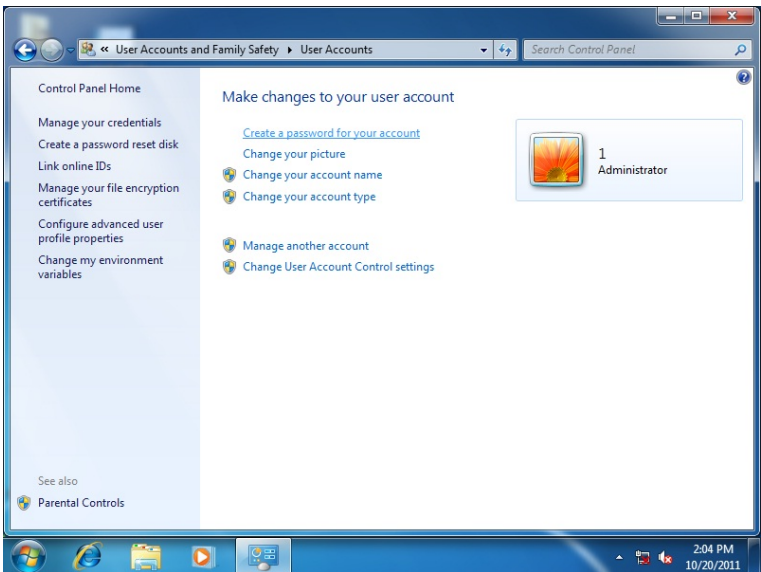 « User Accounts and Family Safety ▸ User Accounts
Search Control Panel
Control Panel Home
Manage your credentials
Create a password reset disk
Link online IDs
Manage your file encryption
certificates
Configure advanced user
profile properties
Change my environment
variables
See also
Parental Controls
Make changes to your user account
Create a password for your account
Change your picture
Change your account name
Change your account type
Manage another account
Change User Account Control settings
1
Administrator
2:04 PM
10/20/2011